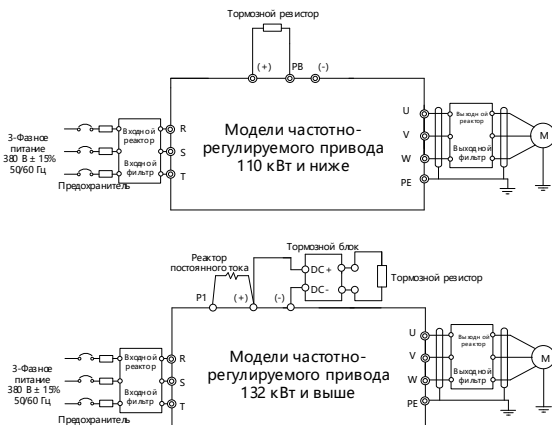 Тормозной резистор
(+)
PB
(-)
3-Фазное
питание
380 В ± 15%
50/60 Гц
Предохранитель
Входной
реактор
Входной
фильтр
R
S
T
Модели частотно-
регулируемого привода
110 кВт и ниже
U
V
W
PE
Выходной
реактор
Выходной
фильтр
M
Тормозной блок
Реактор
постоянного тока
DC+
DC-
Тормозной резистор
P1
(+)
(-)
3-Фазное
питание
380 В ± 15%
50/60 Гц
Предохранитель
Входной
реактор
Входной
фильтр
R
S
T
Модели частотно-
регулируемого привода
132 кВт и выше
U
V
W
PE
Выходной
реактор
Выходной
фильтр
M